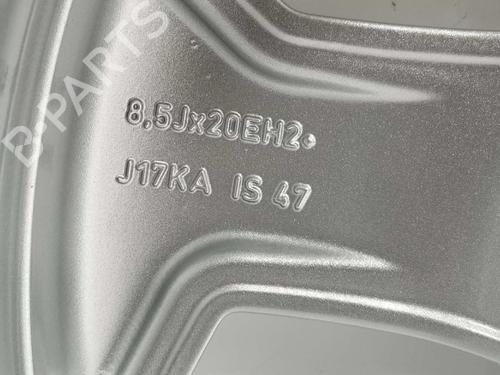 B-PARTS
8,5Jx20EH2+
J17KA IS 47